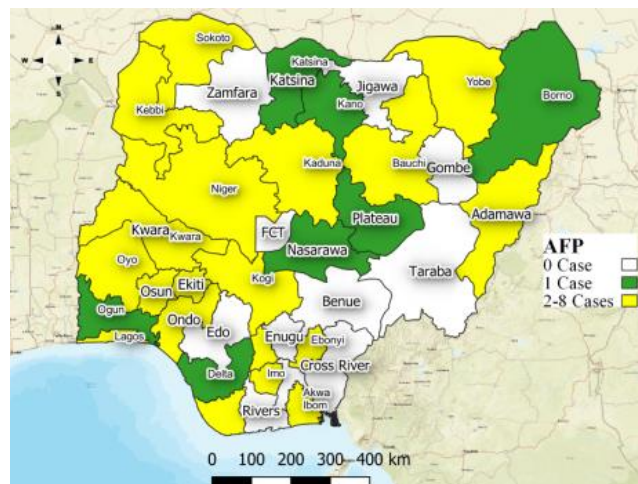 Sokoto
N
W E
S
Katsina
Katsina
Zamfara
Jigawa
Yobe
Borno
Kebbi
Kano
Kaduna
Bauchi
Gombe
Niger
Adamawa
Plateau
Kwara
Kwara
FCT
Nasarawa
Oyo
Kogi
Taraba
Ekiti
Osun
Benue
Ogun
Ondo
Edo
Lagos
Enugu
Ebonyi
Cross River
Delta
Imo
Akwa
Ibom
Rivers
AFP
0 Case
1 Case
2-8 Cases
0 100 200 300 400 km